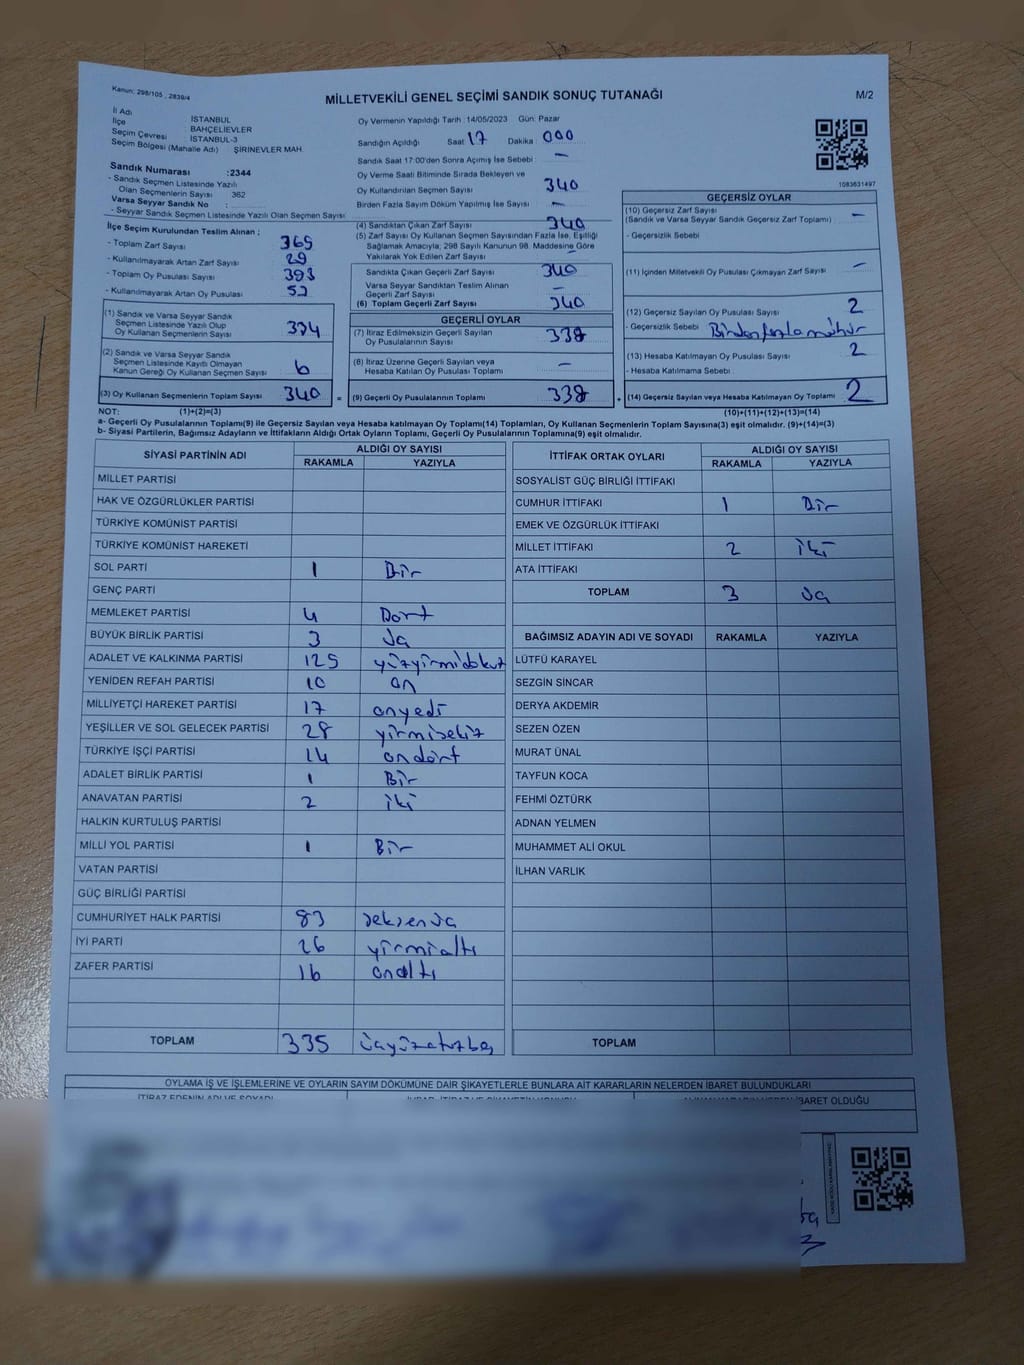 Kanun: 298/105 , 2839/4
MİLLETVEKİLİ GENEL SEÇİMİ SANDIK SONUÇ TUTANAĞI
M/2
İl Adı İSTANBUL
İlçe : BAHÇELİEVLER
Seçim Çevresi İSTANBUL-3
Seçim Bölgesi (Mahalle Adı) ŞİRİNEVLER MAH.
Oy Vermenin Yapıldığı Tarih : 14/05/2023 Gün: Pazar
Sandığın Açıldığı Saat 17 Dakika 000
Sandık Saat 17:00'den Sonra Açımış İse Sebebi : -
Oy Verme Saati Bitiminde Sırada Bekleyen ve
Oy Kullandırılan Seçmen Sayısı 340
Birden Fazla Sayım Döküm Yapılmış İse Sayısı -
1083631497
Sandık Numarası :2344
- Sandık Seçmen Listesinde Yazılı
Olan Seçmenlerin Sayısı 362
Varsa Seyyar Sandık No :
- Seyyar Sandık Seçmen Listesinde Yazılı Olan Seçmen Sayısı:
İlçe Seçim Kurulundan Teslim Alınan ;
- Toplam Zarf Sayısı 369
- Kullanılmayarak Artan Zarf Sayısı 29
- Toplam Oy Pusulası Sayısı 393
- Kullanılmayarak Artan Oy Pusulası 53
(1) Sandık ve Varsa Seyyar Sandık
Seçmen Listesinde Yazılı Olup
Oy Kullanan Seçmenlerin Sayısı 334
(2) Sandık ve Varsa Seyyar Sandık
Seçmen Listesinde Kayıtlı Olmayan
Kanun Gereği Oy Kullanan Seçmen Sayısı 6
(3) Oy Kullanan Seçmenlerin Toplam Sayısı 340 =
(4) Sandıktan Çıkan Zarf Sayısı 340
(5) Zarf Sayısı Oy Kullanan Seçmen Sayısından Fazla İse, Eşitliği
Sağlamak Amacıyla; 298 Sayılı Kanunun 98. Maddesine Göre
Yakılarak Yok Edilen Zarf Sayısı -
Sandıkta Çıkan Geçerli Zarf Sayısı 340
Varsa Seyyar Sandıktan Teslim Alınan
Geçerli Zarf Sayısı -
(6) Toplam Geçerli Zarf Sayısı 340
GEÇERLİ OYLAR
(7) İtiraz Edilmeksizin Geçerli Sayılan
Oy Pusulalarının Sayısı 338
(8) İtiraz Üzerine Geçerli Sayılan veya
Hesaba Katılan Oy Pusulası Toplamı -
(9) Geçerli Oy Pusulalarının Toplamı 338 +
GEÇERSİZ OYLAR
(10) Geçersiz Zarf Sayısı
(Sandık ve Varsa Seyyar Sandık Geçersiz Zarf Toplamı) -
- Geçersizlik Sebebi
(11) İçinden Milletvekili Oy Pusulası Çıkmayan Zarf Sayısı -
(12) Geçersiz Sayılan Oy Pusulası Sayısı 2
- Geçersizlik Sebebi Birdenfazlamühür
(13) Hesaba Katılmayan Oy Pusulası Sayısı 2
- Hesaba Katılmama Sebebi
(14) Geçersiz Sayılan veya Hesaba Katılmayan Oy Toplamı 2
NOT: (1)+(2)=(3) (10)+(11)+(12)+(13)=(14)
a- Geçerli Oy Pusulalarının Toplamı(9) ile Geçersiz Sayılan veya Hesaba katılmayan Oy Toplamı(14) Toplamları, Oy Kullanan Seçmenlerin Toplam Sayısına(3) eşit olmalıdır. (9)+(14)=(3)
b- Siyasi Partilerin, Bağımsız Adayların ve İttifakların Aldığı Ortak Oyların Toplamı, Geçerli Oy Pusulalarının Toplamına(9) eşit olmalıdır.
SİYASİ PARTİNİN ADI ALDIĞI OY SAYISI
RAKAMLA YAZIYLA
MİLLET PARTİSİ
HAK VE ÖZGÜRLÜKLER PARTİSİ
TÜRKİYE KOMÜNİST PARTİSİ
TÜRKİYE KOMÜNİST HAREKETİ
SOL PARTİ 1 Bir
GENÇ PARTİ
MEMLEKET PARTİSİ 4 Dört
BÜYÜK BİRLİK PARTİSİ 3 üç
ADALET VE KALKINMA PARTİSİ 129 yüzyirmidokuz
YENİDEN REFAH PARTİSİ 10 on
MİLLİYETÇİ HAREKET PARTİSİ 17 onyedi
YEŞİLLER VE SOL GELECEK PARTİSİ 28 yirmisekiz
TÜRKİYE İŞÇİ PARTİSİ 14 ondört
ADALET BİRLİK PARTİSİ 1 Bir
ANAVATAN PARTİSİ 2 iki
HALKIN KURTULUŞ PARTİSİ
MİLLİ YOL PARTİSİ 1 Bir
VATAN PARTİSİ
GÜÇ BİRLİĞİ PARTİSİ
CUMHURİYET HALK PARTİSİ 83 seksenüç
İYİ PARTİ 26 yirmialtı
ZAFER PARTİSİ 16 onaltı
TOPLAM 335 üçyüzotuzbeş
İTTİFAK ORTAK OYLARI ALDIĞI OY SAYISI
RAKAMLA YAZIYLA
SOSYALİST GÜÇ BİRLİĞİ İTTİFAKI
CUMHUR İTTİFAKI 1 Bir
EMEK VE ÖZGÜRLÜK İTTİFAKI
MİLLET İTTİFAKI 2 iki
ATA İTTİFAKI
TOPLAM 3 üç
BAĞIMSIZ ADAYIN ADI VE SOYADI RAKAMLA YAZIYLA
LÜTFÜ KARAYEL
SEZGİN SİNCAR
DERYA AKDEMİR
SEZEN ÖZEN
MURAT ÜNAL
TAYFUN KOCA
FEHMİ ÖZTÜRK
ADNAN YELMEN
MUHAMMET ALİ OKUL
İLHAN VARLIK
TOPLAM
OYLAMA İŞ VE İŞLEMLERİNE VE OYLARIN SAYIM DÖKÜMÜNE DAİR ŞİKAYETLERLE BUNLARA AİT KARARLARIN NELERDEN İBARET BULUNDUKLARI
İTİRAZ EDENİN ADI VE SOYADI
İBARET OLDUĞU